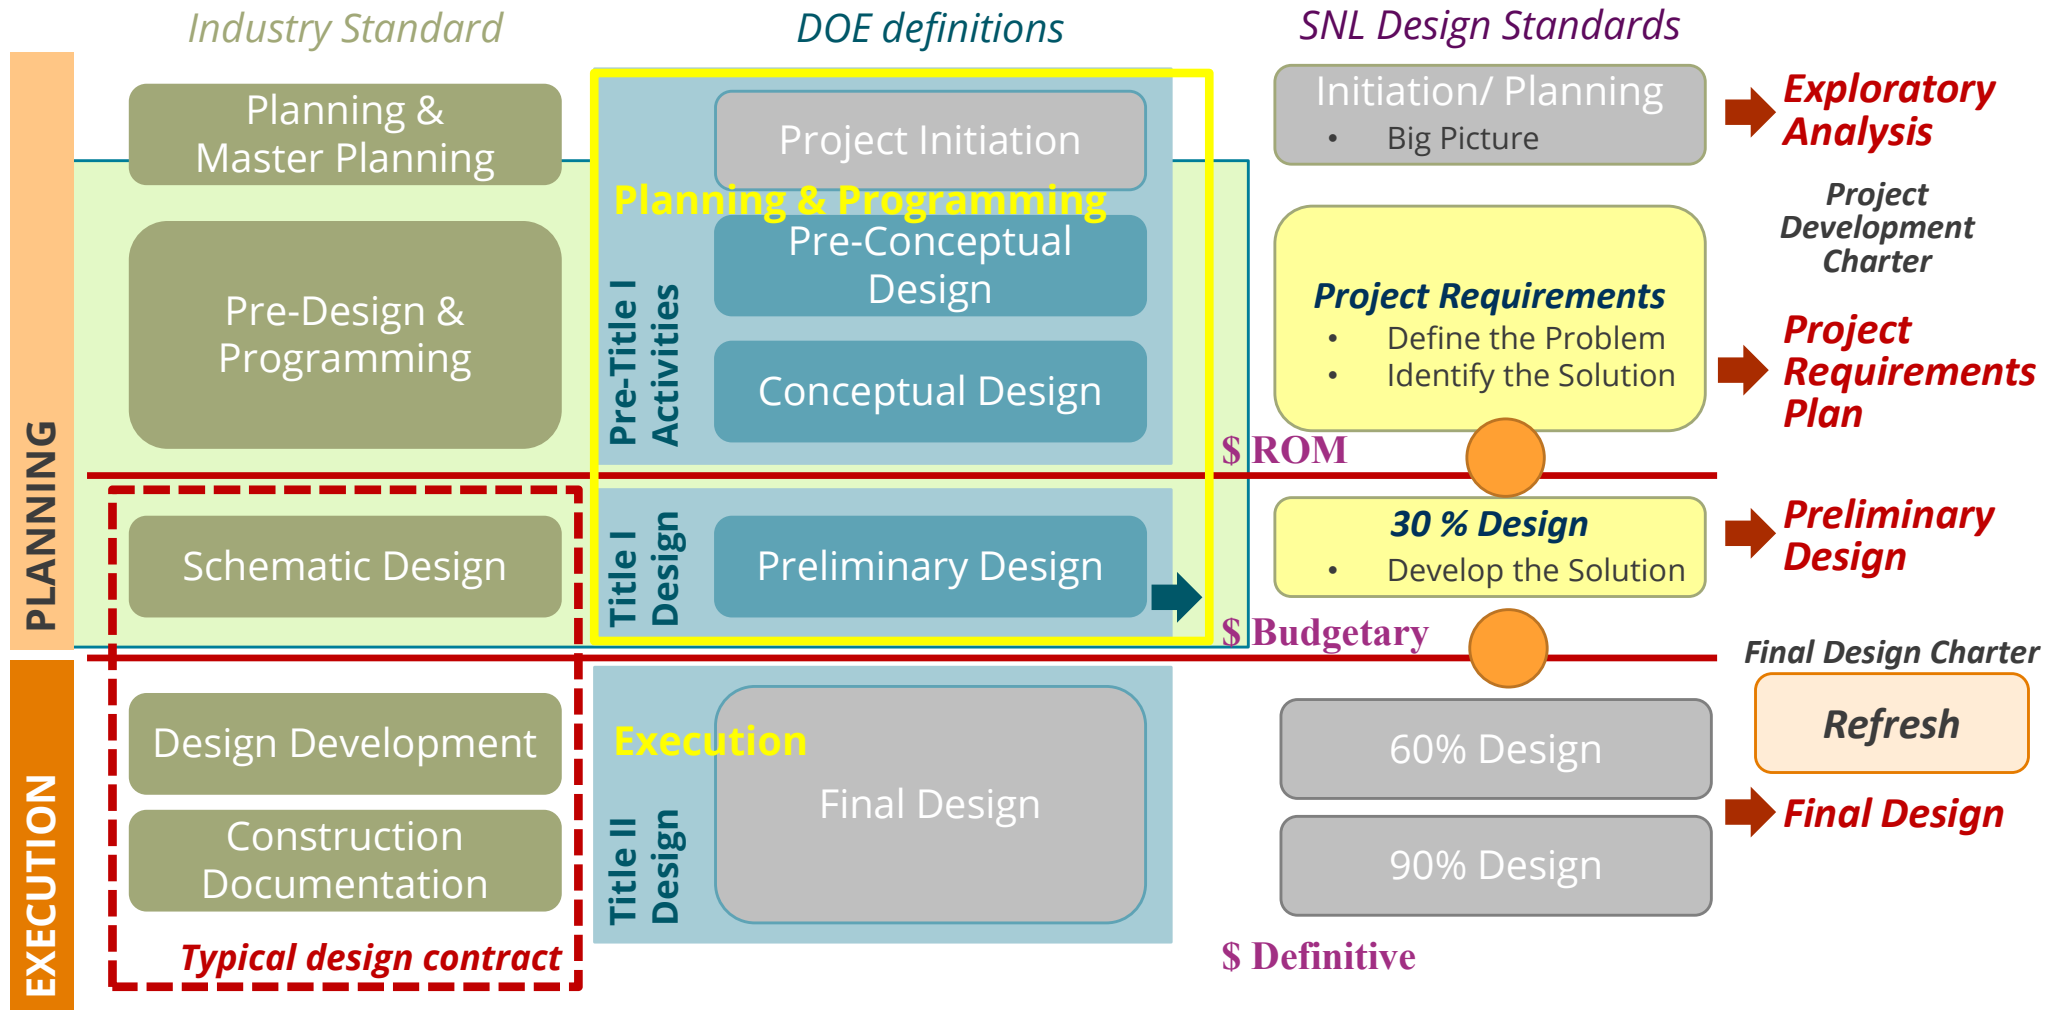 Industry Standard
DOE definitions
SNL Design Standards
PLANNING
EXECUTION
Planning &
Master Planning
Pre-Design &
Programming
Schematic Design
Design Development
Construction
Documentation
Typical design contract
Project Initiation
Planning & Programming
Pre-Conceptual
Design
Conceptual Design
Pre-Title I
Activities
Preliminary Design
Title I
Design
Execution
Final Design
Title II
Design
Initiation/ Planning
• Big Picture
Project Requirements
• Define the Problem
• Identify the Solution
$ ROM
30 % Design
• Develop the Solution
$ Budgetary
60% Design
90% Design
$ Definitive
Exploratory
Analysis
Project
Development
Charter
Project
Requirements
Plan
Preliminary
Design
Final Design Charter
Refresh
Final Design